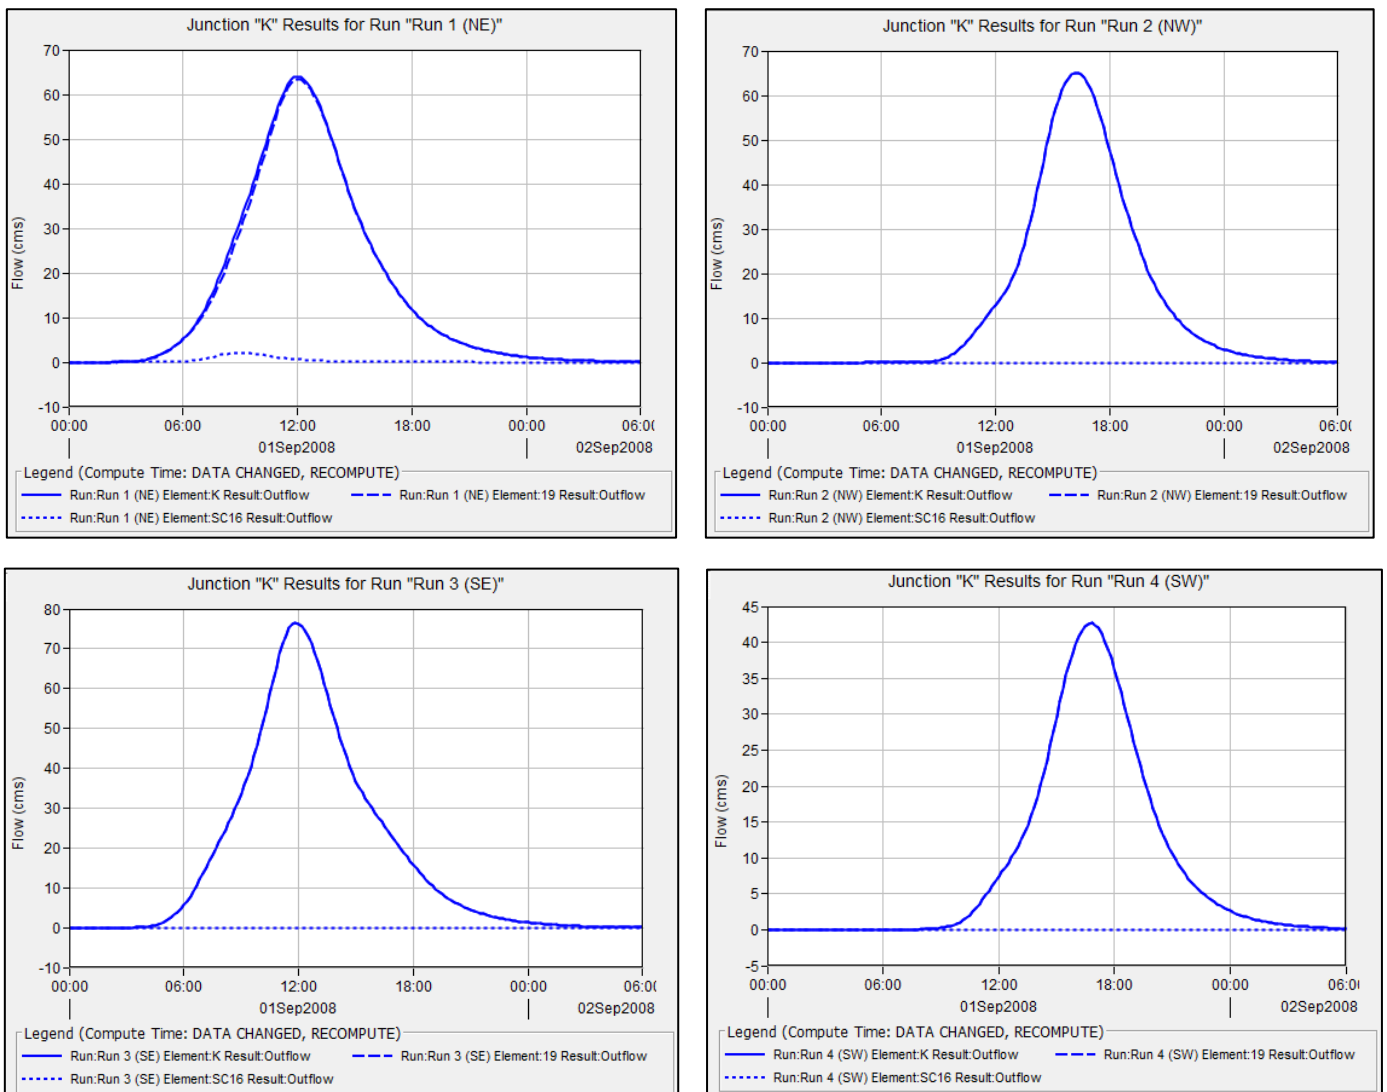 Junction "K" Results for Run "Run 1 (NE)"
70
60
50
40
30
20
10
0
-10
Flow (cms)
00:00 06:00 12:00 18:00 00:00 06:0
01Sep2008 02Sep2008
Legend (Compute Time: DATA CHANGED, RECOMPUTE)
Run:Run 1 (NE) Element:K Result:Outflow Run:Run 1 (NE) Element:19 Result:Outflow
Run:Run 1 (NE) Element:SC16 Result:Outflow
Junction "K" Results for Run "Run 2 (NW)"
70
60
50
40
30
20
10
0
-10
Flow (cms)
00:00 06:00 12:00 18:00 00:00 06:0
01Sep2008 02Sep2008
Legend (Compute Time: DATA CHANGED, RECOMPUTE)
Run:Run 2 (NW) Element:K Result:Outflow Run:Run 2 (NW) Element:19 Result:Outflow
Run:Run 2 (NW) Element:SC16 Result:Outflow
Junction "K" Results for Run "Run 3 (SE)"
80
70
60
50
40
30
20
10
0
-10
Flow (cms)
00:00 06:00 12:00 18:00 00:00 06:0
01Sep2008 02Sep2008
Legend (Compute Time: DATA CHANGED, RECOMPUTE)
Run:Run 3 (SE) Element:K Result:Outflow Run:Run 3 (SE) Element:19 Result:Outflow
Run:Run 3 (SE) Element:SC16 Result:Outflow
Junction "K" Results for Run "Run 4 (SW)"
45
40
35
30
25
20
15
10
5
0
-5
Flow (cms)
00:00 06:00 12:00 18:00 00:00 06:0
01Sep2008 02Sep2008
Legend (Compute Time: DATA CHANGED, RECOMPUTE)
Run:Run 4 (SW) Element:K Result:Outflow Run:Run 4 (SW) Element:19 Result:Outflow
Run:Run 4 (SW) Element:SC16 Result:Outflow